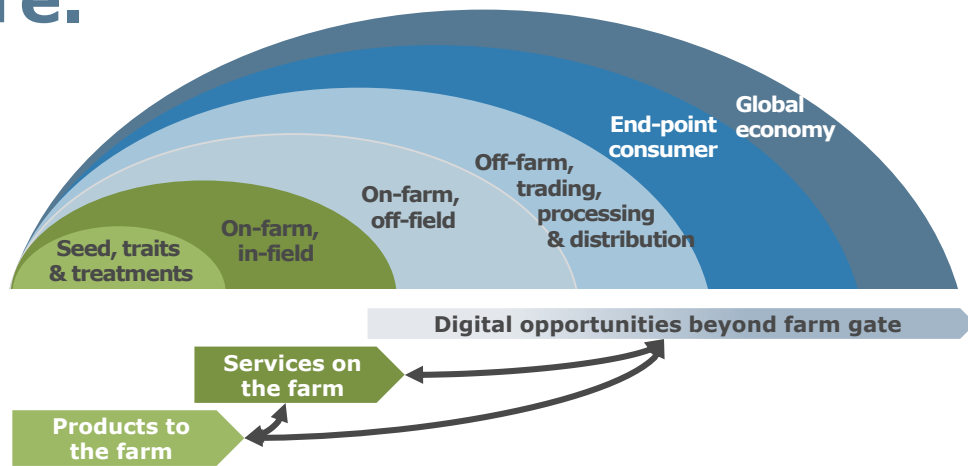 Global
economy
End-point
consumer
Off-farm,
trading,
processing
& distribution
On-farm,
off-field
On-farm,
in-field
Seed, traits
& treatments
Digital opportunities beyond farm gate
Services on
the farm
Products to
the farm